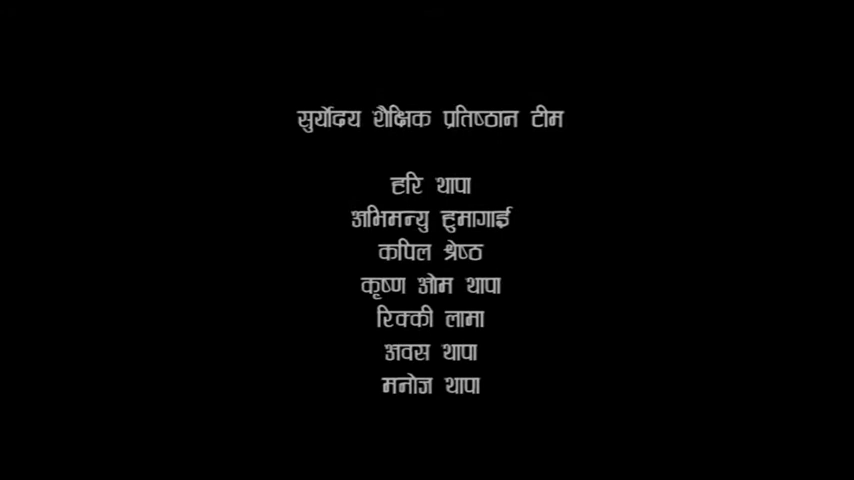 सुर्योदय शैक्षिक प्रतिष्ठान टीम
हरि थापा
अभिमन्यु हुमागाई
कपिल श्रेष्ठ
कृष्ण ओम थापा
रिक्की लामा
अवस थापा
मनोज थापा